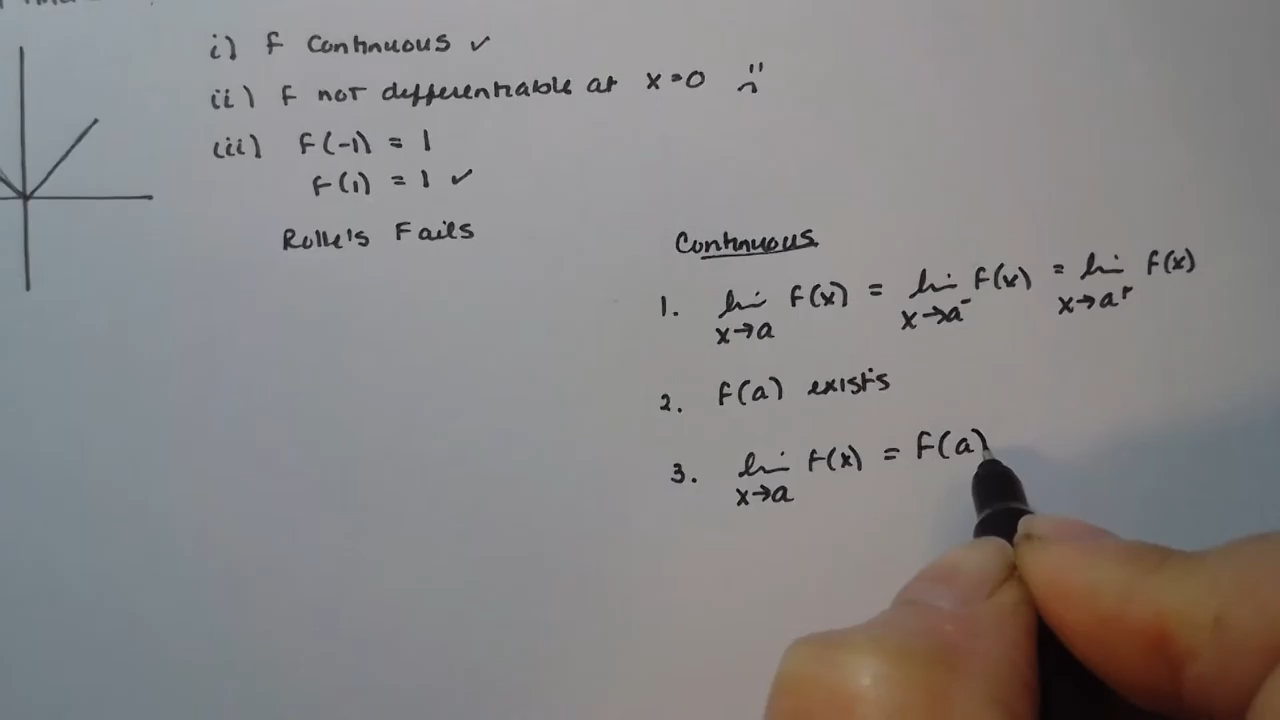 i) f continuous ✓
ii) f not differentiable at x=0 ☹
iii) f(-1) = 1
f(1) = 1 ✓
Rolle's Fails
Continuous
1. lim x→a f(x) = lim x→a⁻ f(x) = lim x→a⁺ f(x)
2. f(a) exists
3. lim x→a f(x) = f(a)